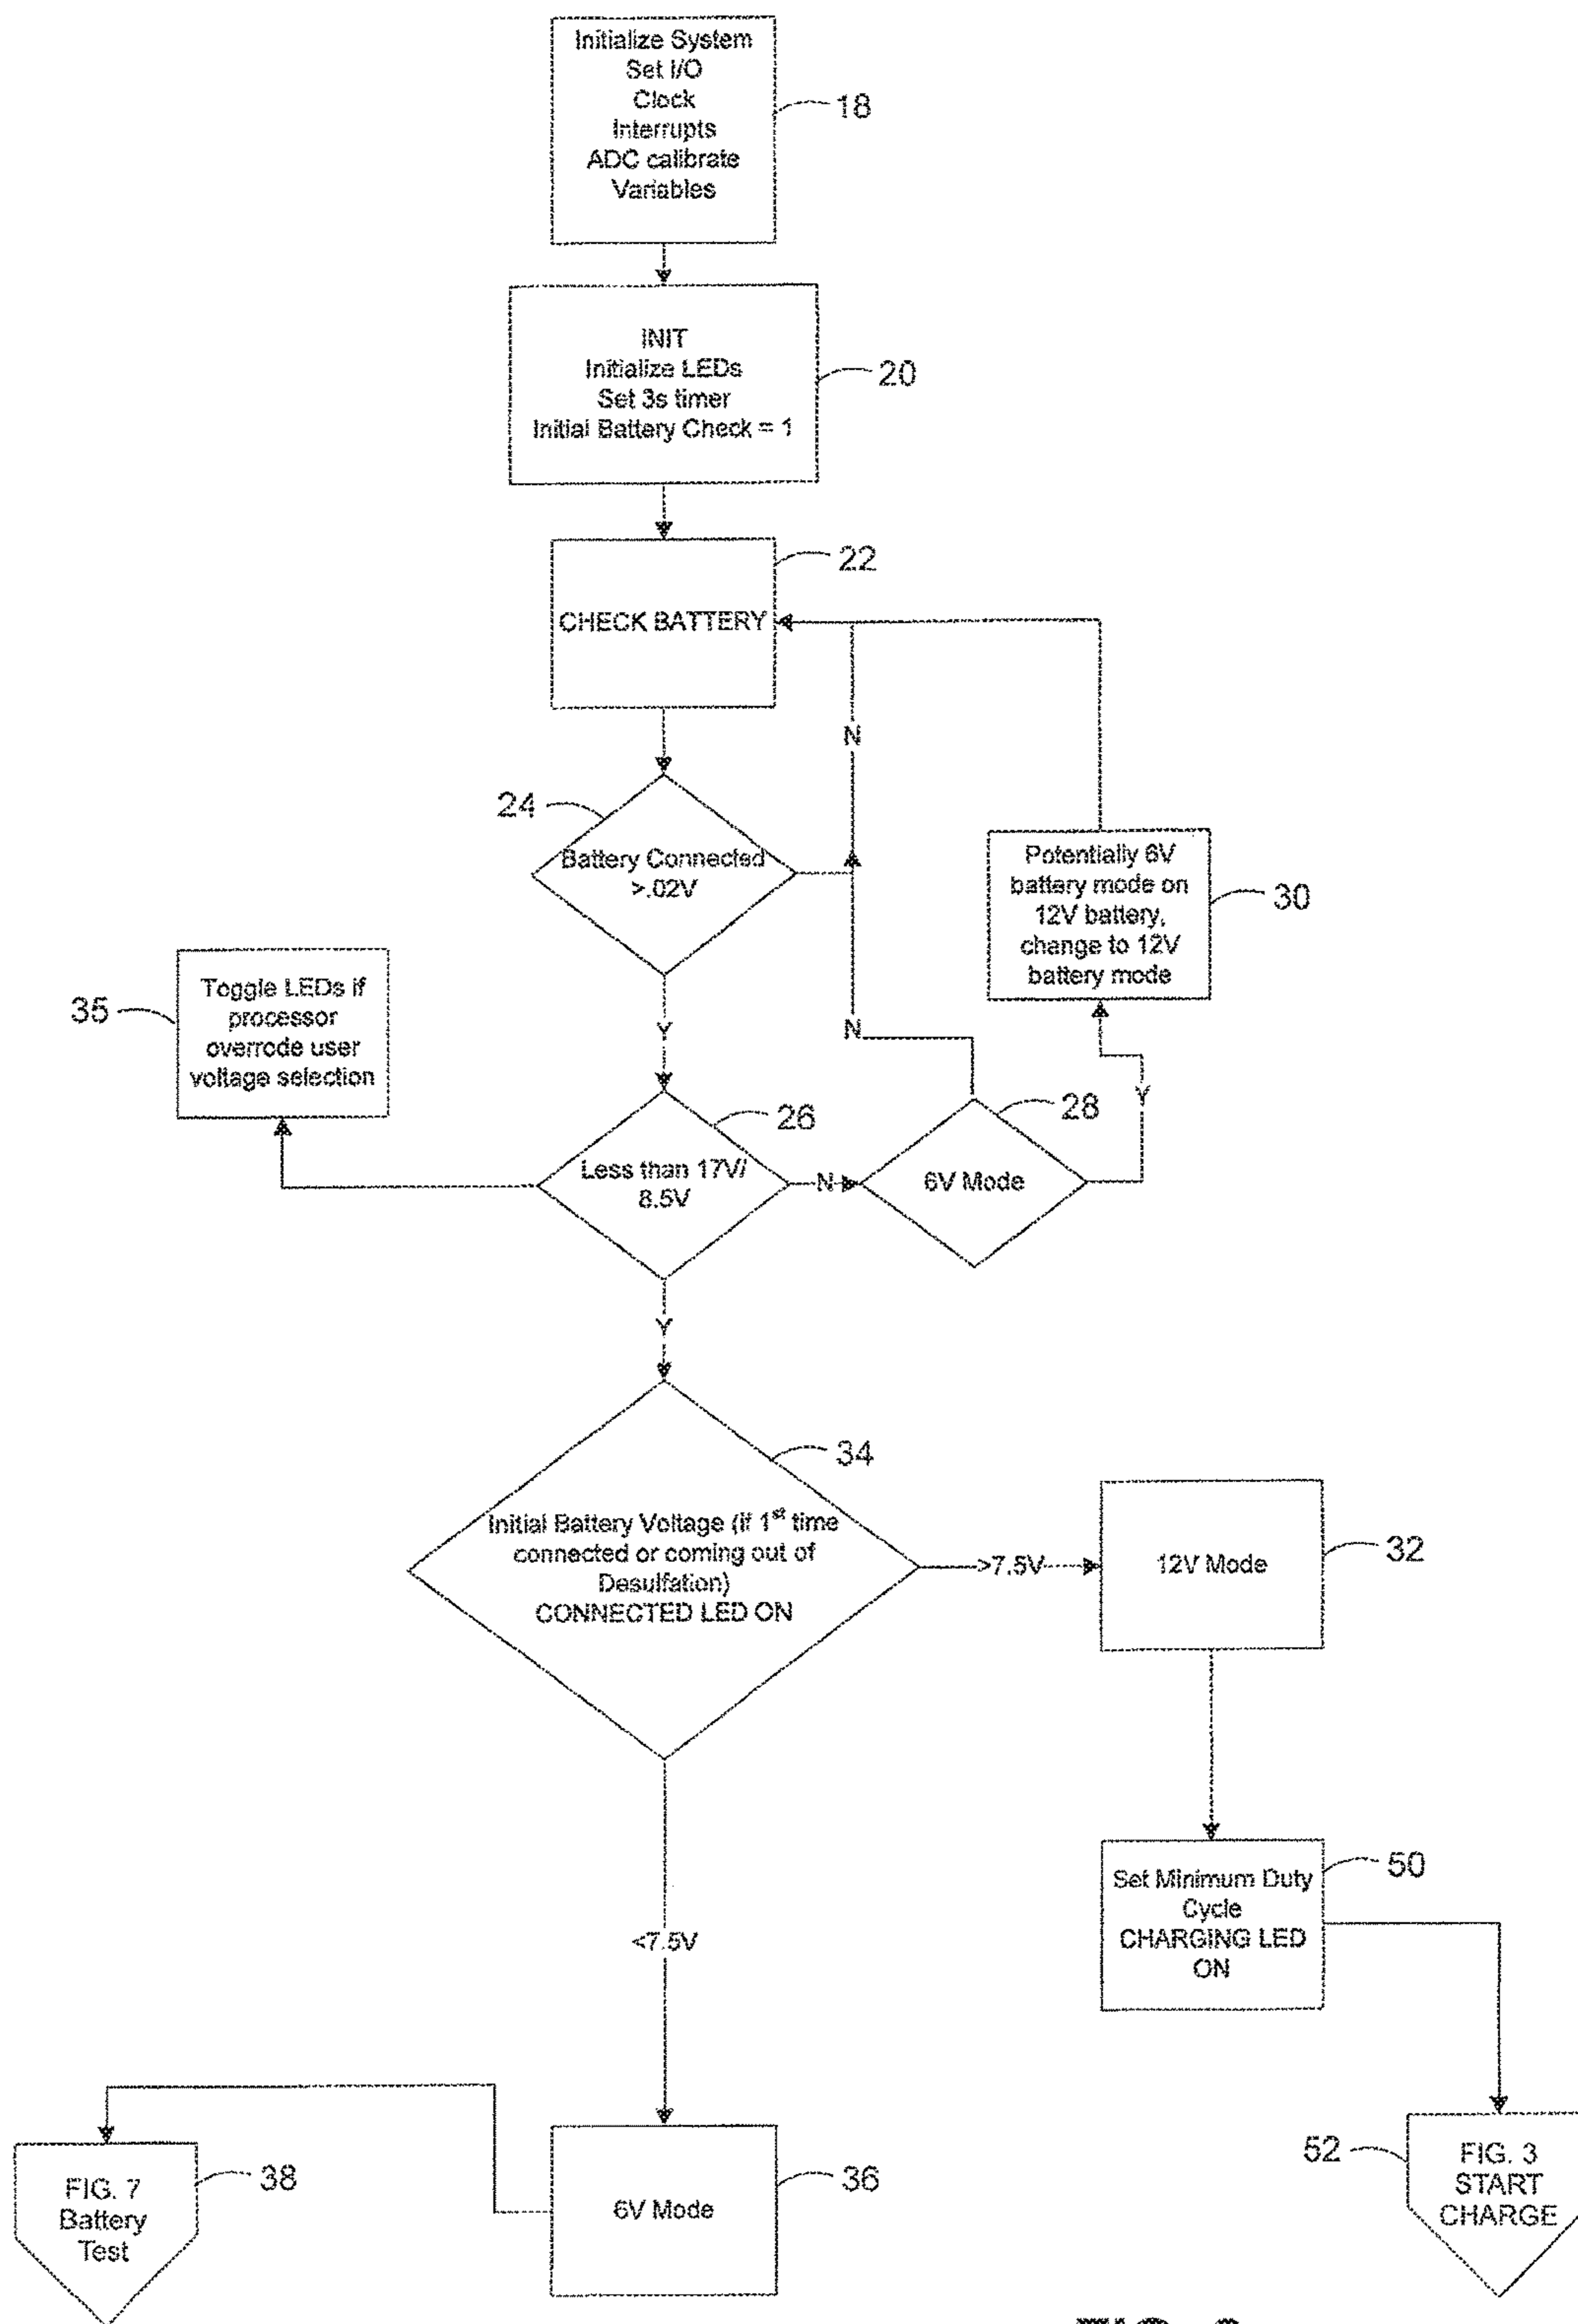 Initialize System
Set I/O
Clock
Interrupts
ADC calibrate
Variables
18
INIT
Initialize LEDs
Set 3s timer
Initial Battery Check = 1
20
22
CHECK BATTERY
N
24
Battery Connected
>.02V
Potentially 6V
battery mode on
12V battery,
change to 12V
battery mode
30
35
Toggle LEDs if
processor
overrode user
voltage selection
Y
N
Y
26
28
Less than 17V/
8.5V
N
6V Mode
Y
34
Initial Battery Voltage (if 1st time
connected or coming out of
Desulfation)
CONNECTED LED ON
>7.5V
12V Mode
32
50
Set Minimum Duty
Cycle
CHARGING LED
ON
<7.5V
38
FIG. 7
Battery
Test
6V Mode
36
52
FIG. 3
START
CHARGE